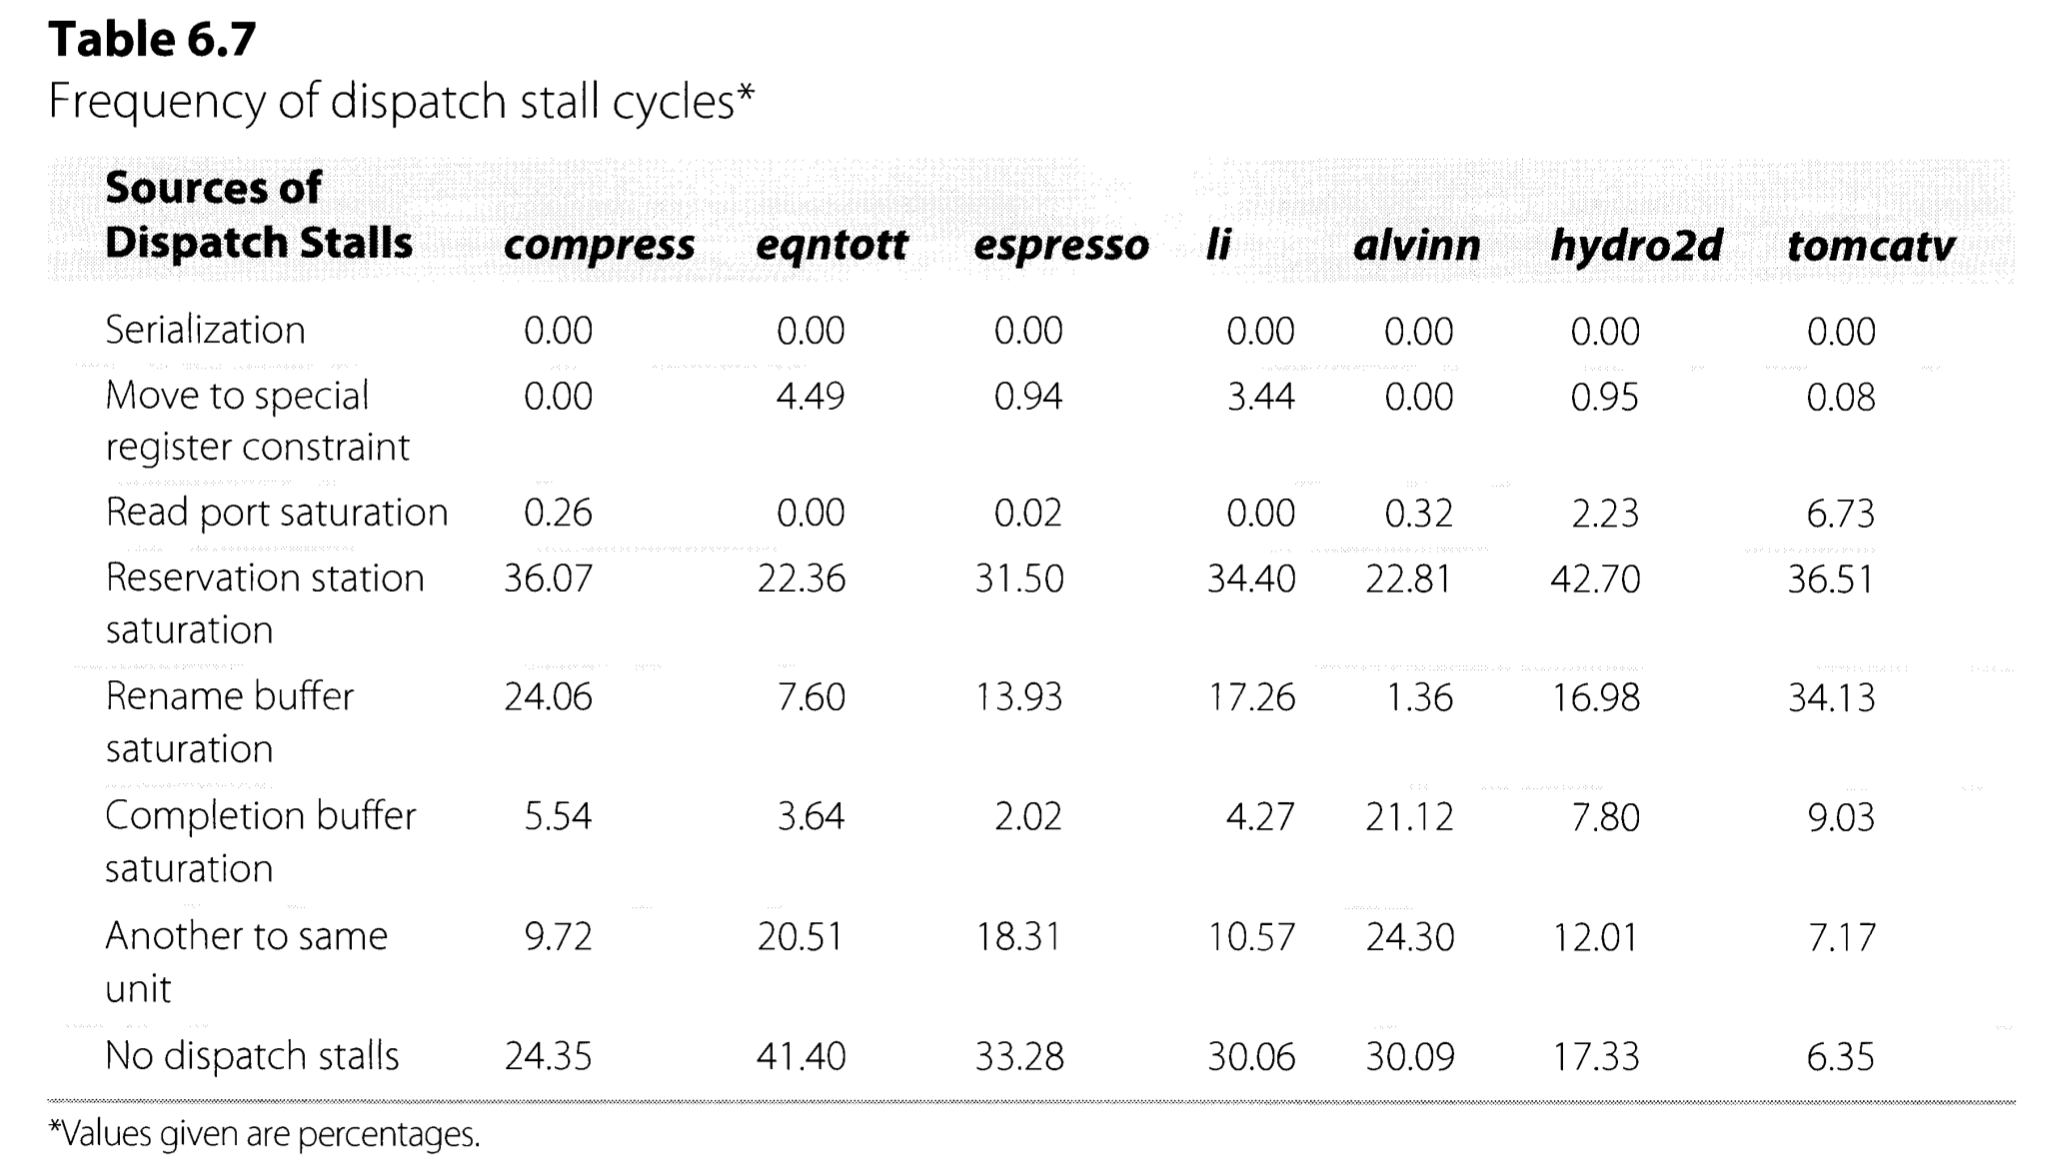 Table 6.7
Frequency of dispatch stall cycles*
Sources of
Dispatch Stalls compress eqntott espresso li alvinn hydro2d tomcatv
Serialization 0.00 0.00 0.00 0.00 0.00 0.00 0.00
Move to special 0.00 4.49 0.94 3.44 0.00 0.95 0.08
register constraint
Read port saturation 0.26 0.00 0.02 0.00 0.32 2.23 6.73
Reservation station 36.07 22.36 31.50 34.40 22.81 42.70 36.51
saturation
Rename buffer 24.06 7.60 13.93 17.26 1.36 16.98 34.13
saturation
Completion buffer 5.54 3.64 2.02 4.27 21.12 7.80 9.03
saturation
Another to same 9.72 20.51 18.31 10.57 24.30 12.01 7.17
unit
No dispatch stalls 24.35 41.40 33.28 30.06 30.09 17.33 6.35
*Values given are percentages.